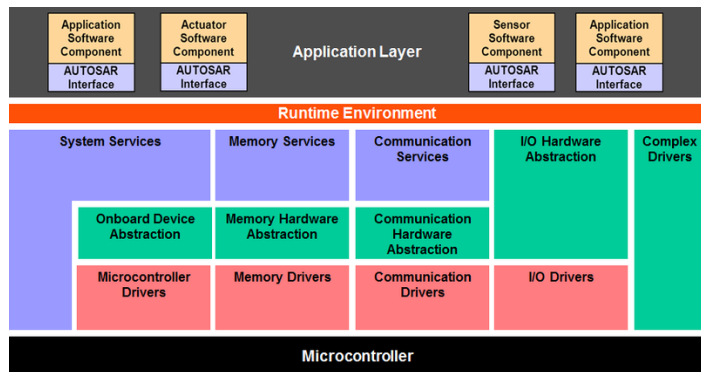 Application
Software
Component
AUTOSAR
Interface
Actuator
Software
Component
AUTOSAR
Interface
Application Layer
Sensor
Software
Component
AUTOSAR
Interface
Application
Software
Component
AUTOSAR
Interface
Runtime Environment
System Services
Memory Services
Communication
Services
I/O Hardware
Abstraction
Complex
Drivers
Onboard Device
Abstraction
Memory Hardware
Abstraction
Communication
Hardware
Abstraction
Microcontroller
Drivers
Memory Drivers
Communication
Drivers
I/O Drivers
Microcontroller